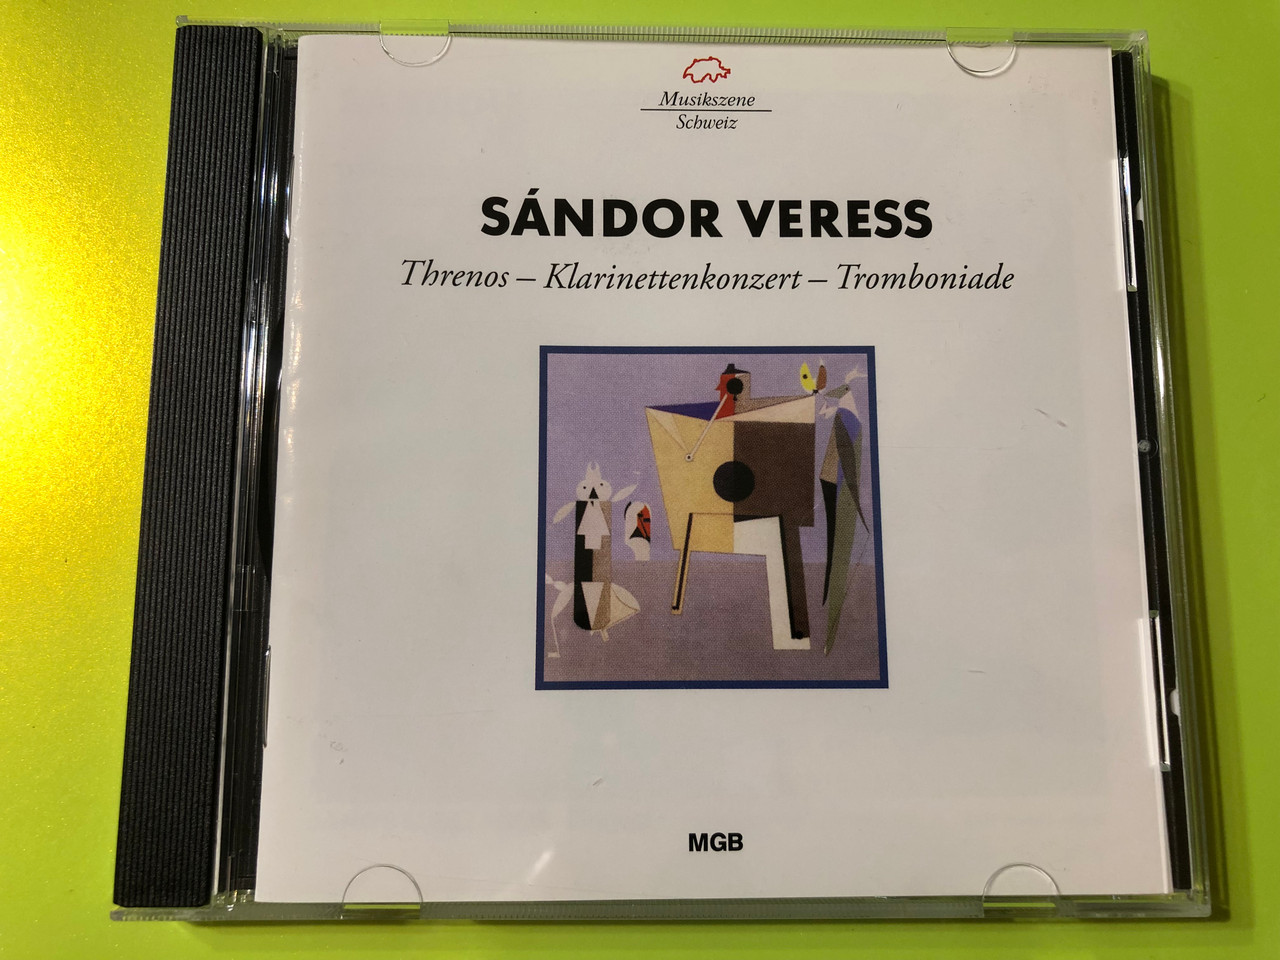 Musikszene
Schweiz
SÁNDOR VERESS
Threnos – Klarinettenkonzert – Tromboniade
MGB